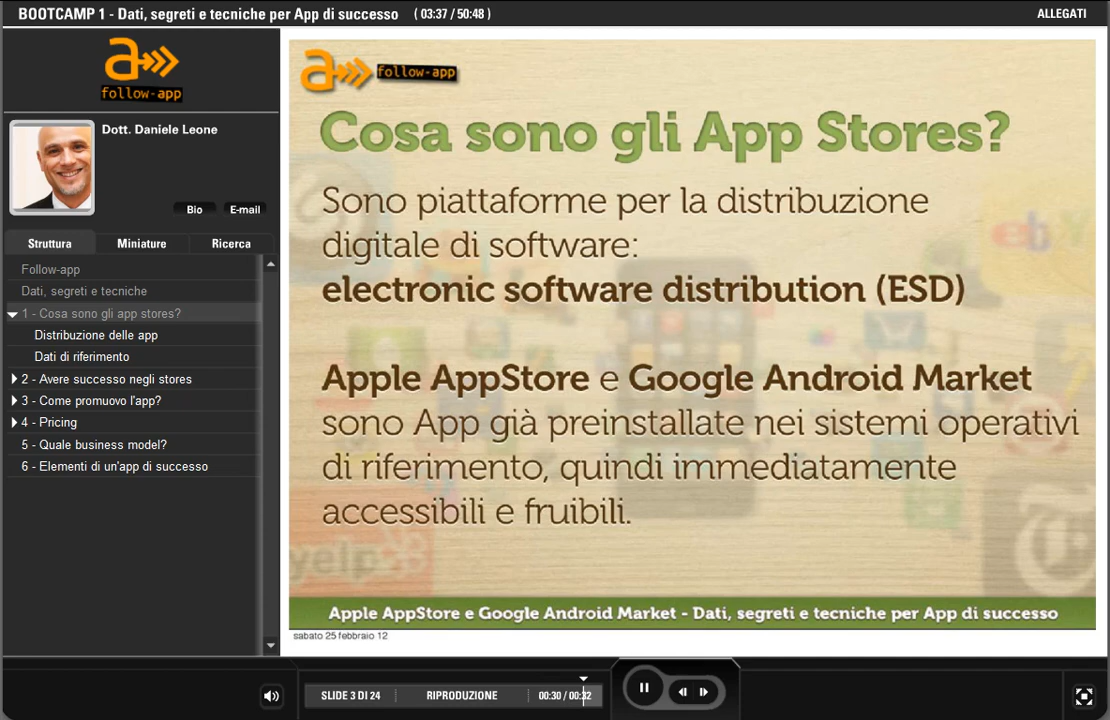 BOOTCAMP 1 - Dati, segreti e tecniche per App di successo ( 03:37 / 50:48 )
ALLEGATI
follow-app
Dott. Daniele Leone
Bio
E-mail
Struttura
Miniature
Ricerca
Follow-app
Dati, segreti e tecniche
1 - Cosa sono gli app stores?
Distribuzione delle app
Dati di riferimento
2 - Avere successo negli stores
3 - Come promuovo l'app?
4 - Pricing
5 - Quale business model?
6 - Elementi di un'app di successo
follow-app
Cosa sono gli App Stores?
Sono piattaforme per la distribuzione
digitale di software:
electronic software distribution (ESD)
Apple AppStore e Google Android Market
sono App già preinstallate nei sistemi operativi
di riferimento, quindi immediatamente
accessibili e fruibili.
ebY
yelp
Apple AppStore e Google Android Market - Dati, segreti e tecniche per App di successo
sabato 25 febbraio 12
SLIDE 3 DI 24
RIPRODUZIONE
00:30 / 00:32